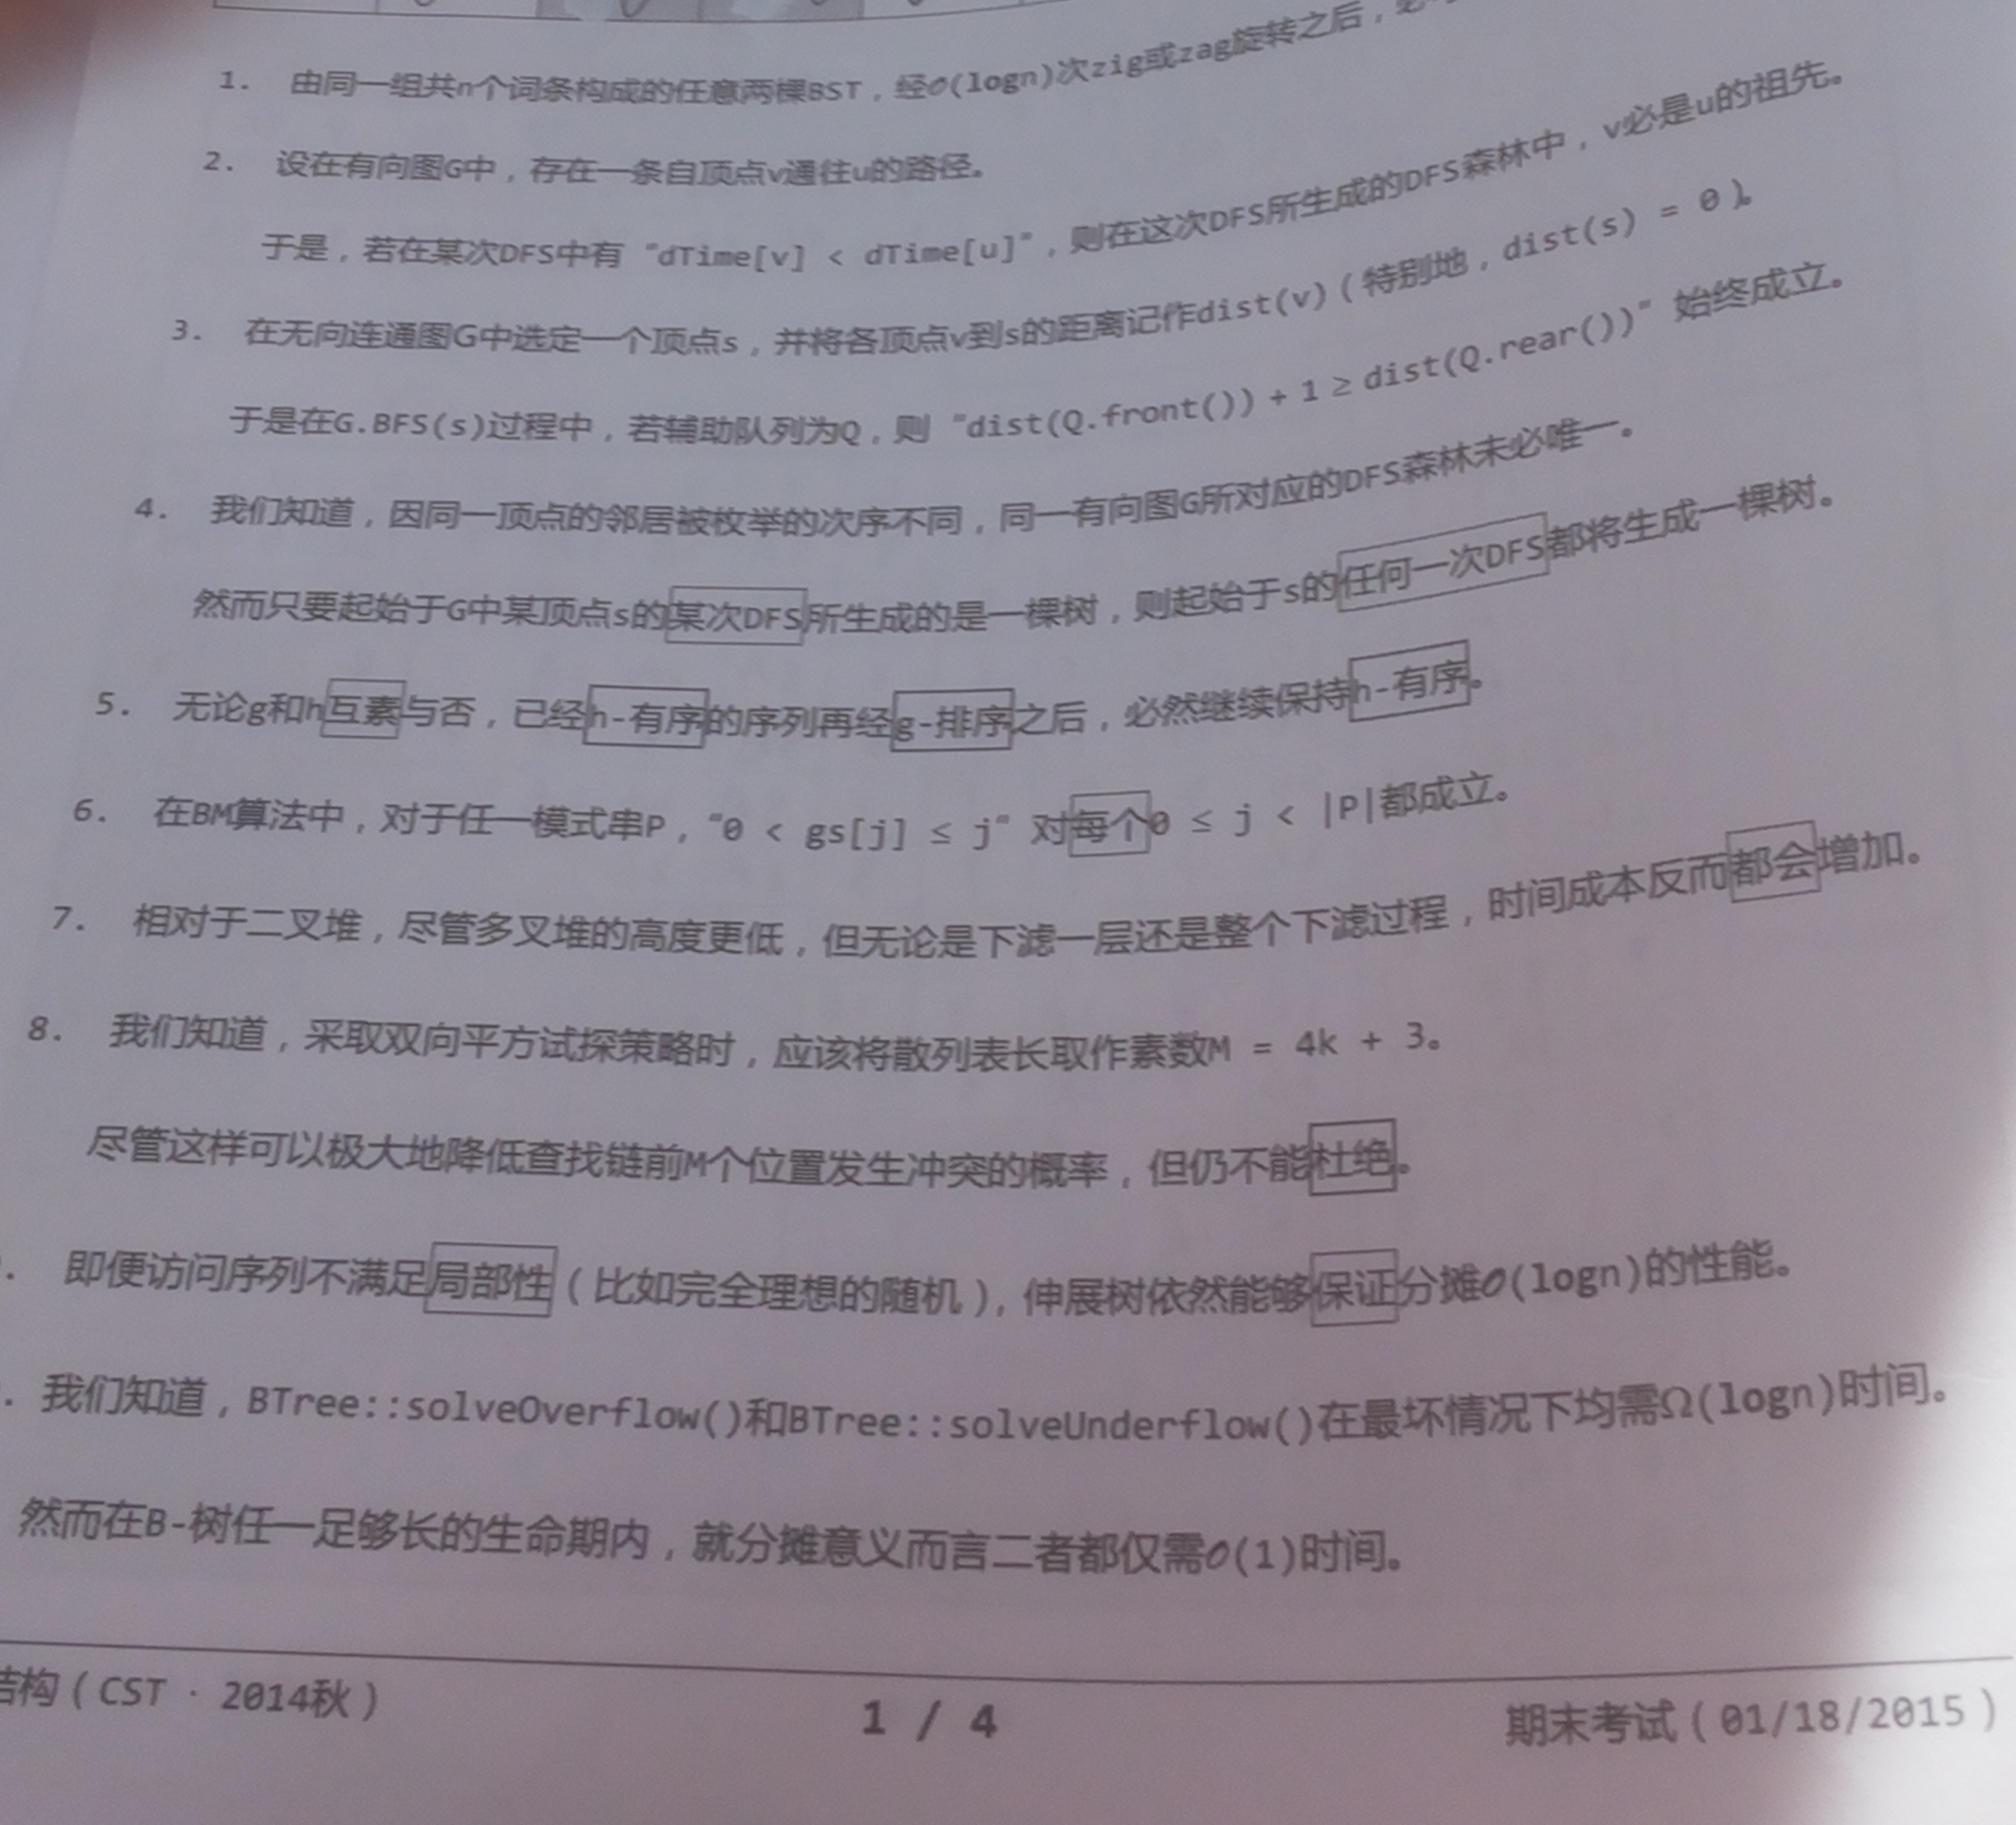 1. 由同一组共n个词条构成的任意两棵BST，经O(logn)次zig或zag旋转之后，
2. 设在有向图G中，存在一条自顶点v通往u的路径。
于是，若在某次DFS中有“dTime[v] < dTime[u]”，则在这次DFS所生成的DFS森林中，v必是u的祖先。
3. 在无向连通图G中选定一个顶点s，并将各顶点v到s的距离记作dist(v)（特别地，dist(s) = 0）。
于是在G.BFS(s)过程中，若辅助队列为Q，则“dist(Q.front()) + 1 ≥ dist(Q.rear())”始终成立。
4. 我们知道，因同一顶点的邻居被枚举的次序不同，同一有向图G所对应的DFS森林未必唯一。
然而只要起始于G中某顶点s的某次DFS所生成的是一棵树，则起始于s的任何一次DFS都将生成一棵树。
5. 无论g和h互素与否，已经h-有序的序列再经g-排序之后，必然继续保持h-有序。
6. 在BM算法中，对于任一模式串P，“0 < gs[j] ≤ j”对每个0 ≤ j < |P|都成立。
7. 相对于二叉堆，尽管多叉堆的高度更低，但无论是下滤一层还是整个下滤过程，时间成本反而都会增加。
8. 我们知道，采取双向平方试探策略时，应该将散列表长取作素数M = 4k + 3。
尽管这样可以极大地降低查找链前M个位置发生冲突的概率，但仍不能杜绝。
. 即便访问序列不满足局部性（比如完全理想的随机），伸展树依然能够保证分摊O(logn)的性能。
. 我们知道，BTree::solveOverflow()和BTree::solveUnderflow()在最坏情况下均需Ω(logn)时间。
然而在B-树任一足够长的生命期内，就分摊意义而言二者都仅需O(1)时间。
结构（CST · 2014秋） 1 / 4 期末考试（01/18/2015）